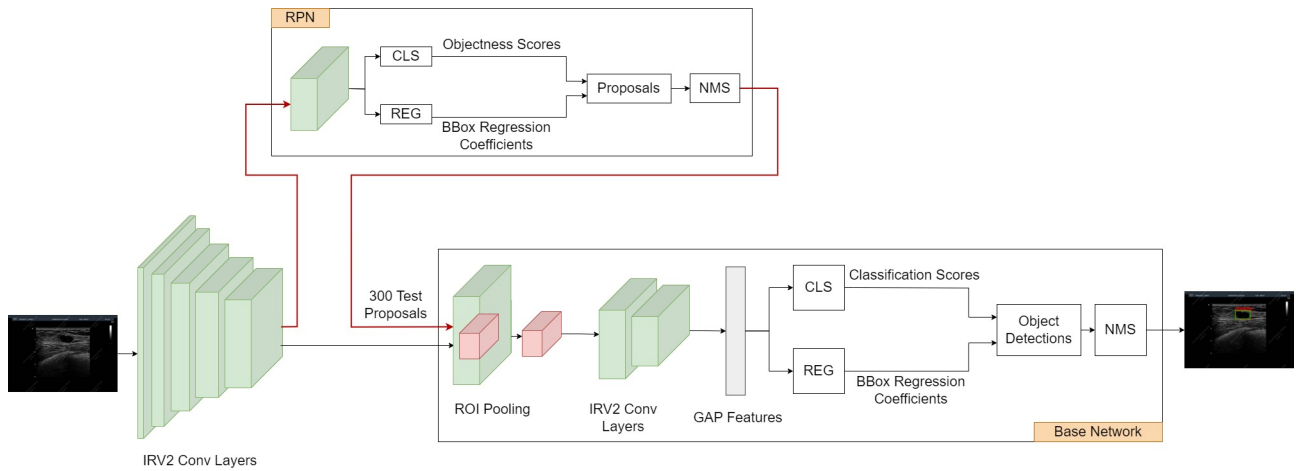 RPN
CLS
Objectness Scores
REG
BBox Regression
Coefficients
Proposals
NMS
300 Test
Proposals
IRV2 Conv Layers
ROI Pooling
IRV2 Conv
Layers
GAP Features
CLS
Classification Scores
REG
BBox Regression
Coefficients
Object
Detections
NMS
Base Network